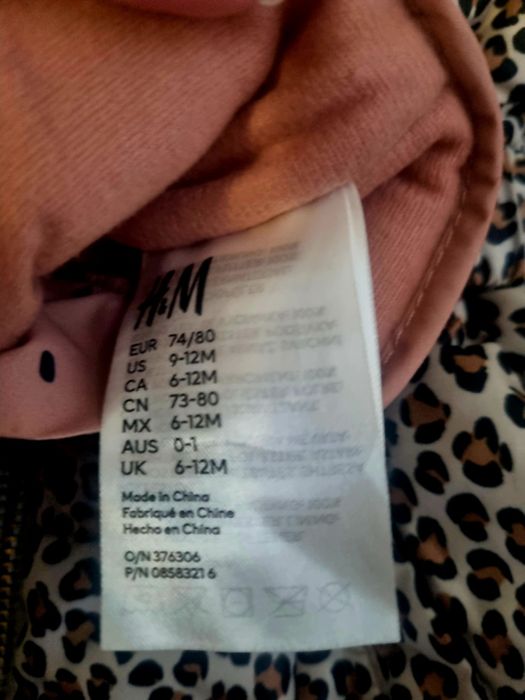 H&M
EUR 74/80
US 9-12M
CA 6-12M
CN 73-80
MX 6-12M
AUS 0-1
UK 6-12M
Made in China
Fabriqué en Chine
Hecho en China
O/N 376306
P/N 0858321 6